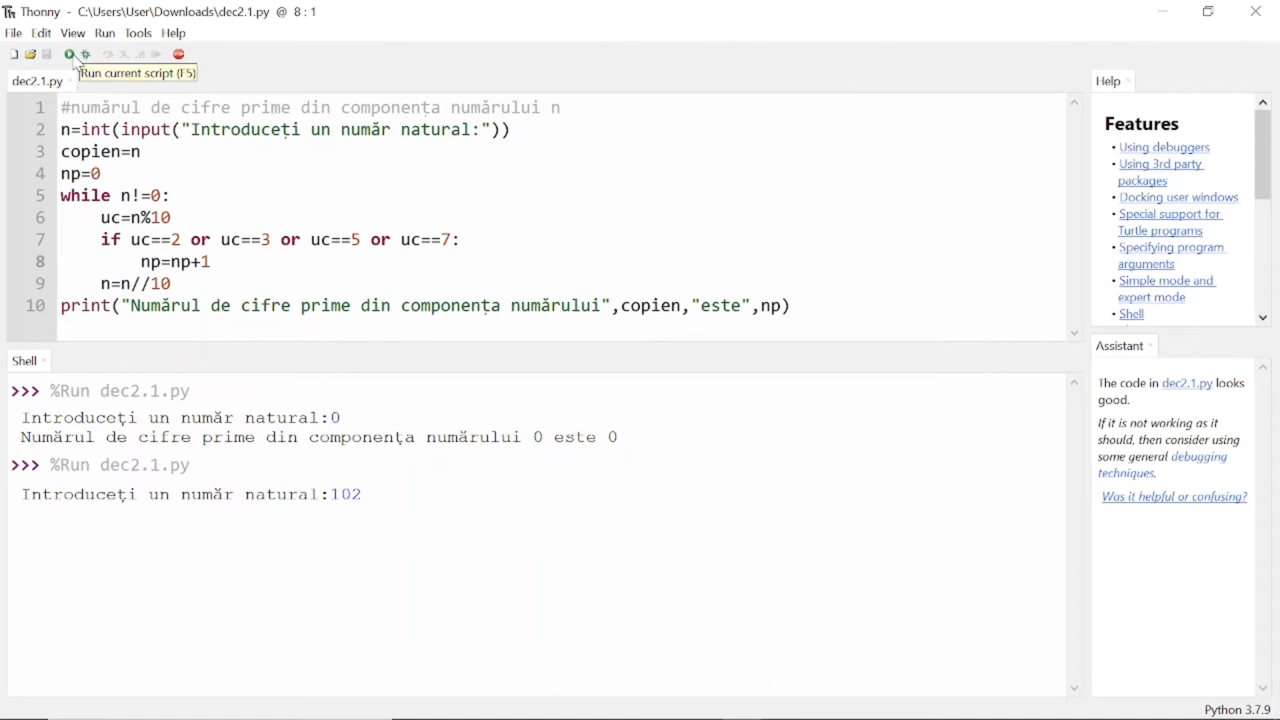 Thonny - C:\Users\User\Downloads\dec2.1.py @ 8 : 1
File Edit View Run Tools Help
Run current script (F5)
dec2.1.py
1 #numărul de cifre prime din componența numărului n
2 n=int(input("Introduceți un număr natural:"))
3 copien=n
4 np=0
5 while n!=0:
6     uc=n%10
7     if uc==2 or uc==3 or uc==5 or uc==7:
8         np=np+1
9     n=n//10
10 print("Numărul de cifre prime din componența numărului",copien,"este",np)
Shell
>>> %Run dec2.1.py
Introduceți un număr natural:0
Numărul de cifre prime din componența numărului 0 este 0
>>> %Run dec2.1.py
Introduceți un număr natural:102
Help
Features
• Using debuggers
• Using 3rd party
packages
• Docking user windows
• Special support for
Turtle programs
• Specifying program
arguments
• Simple mode and
expert mode
• Shell
Assistant
The code in dec2.1.py looks
good.
If it is not working as it
should, then consider using
some general debugging
techniques.
Was it helpful or confusing?
Python 3.7.9